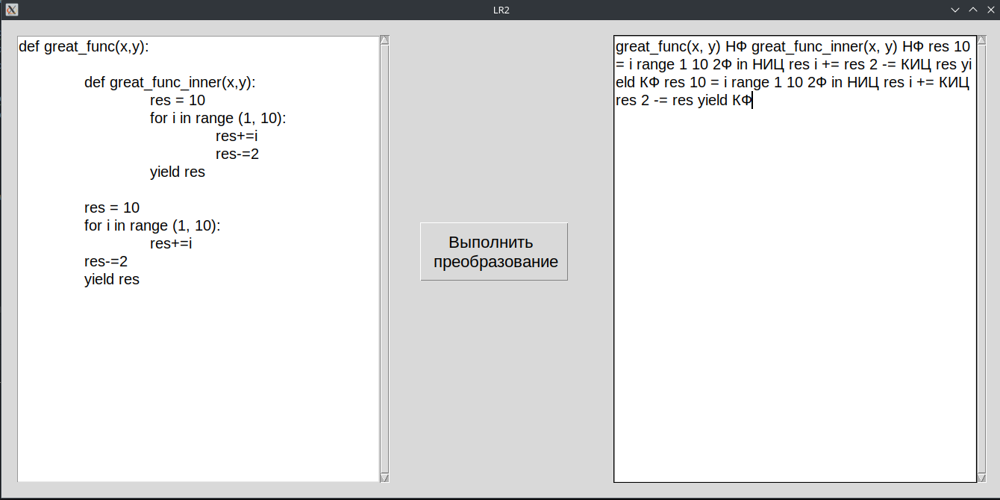 LR2
def great_func(x,y):
def great_func_inner(x,y):
res = 10
for i in range (1, 10):
res+=i
res-=2
yield res
res = 10
for i in range (1, 10):
res+=i
res-=2
yield res
Выполнить
преобразование
great_func(x, y) НФ great_func_inner(x, y) НФ res 10
= i range 1 10 2Ф in НИЦ res i += res 2 -= КИЦ res yi
eld КФ res 10 = i range 1 10 2Ф in НИЦ res i += КИЦ
res 2 -= res yield КФ